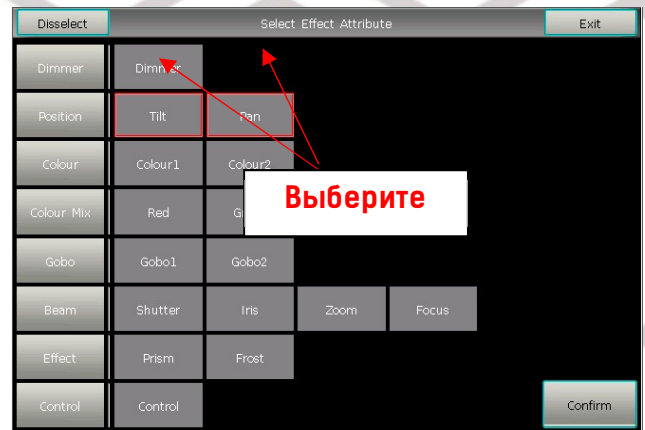 Disselect Select Effect Attribute Exit
Dimmer Dimmer
Position Tilt Pan
Colour Colour1 Colour2
Выберите
Colour Mix Red
Gobo Gobo1 Gobo2
Beam Shutter Iris Zoom Focus
Effect Prism Frost
Control Control Confirm